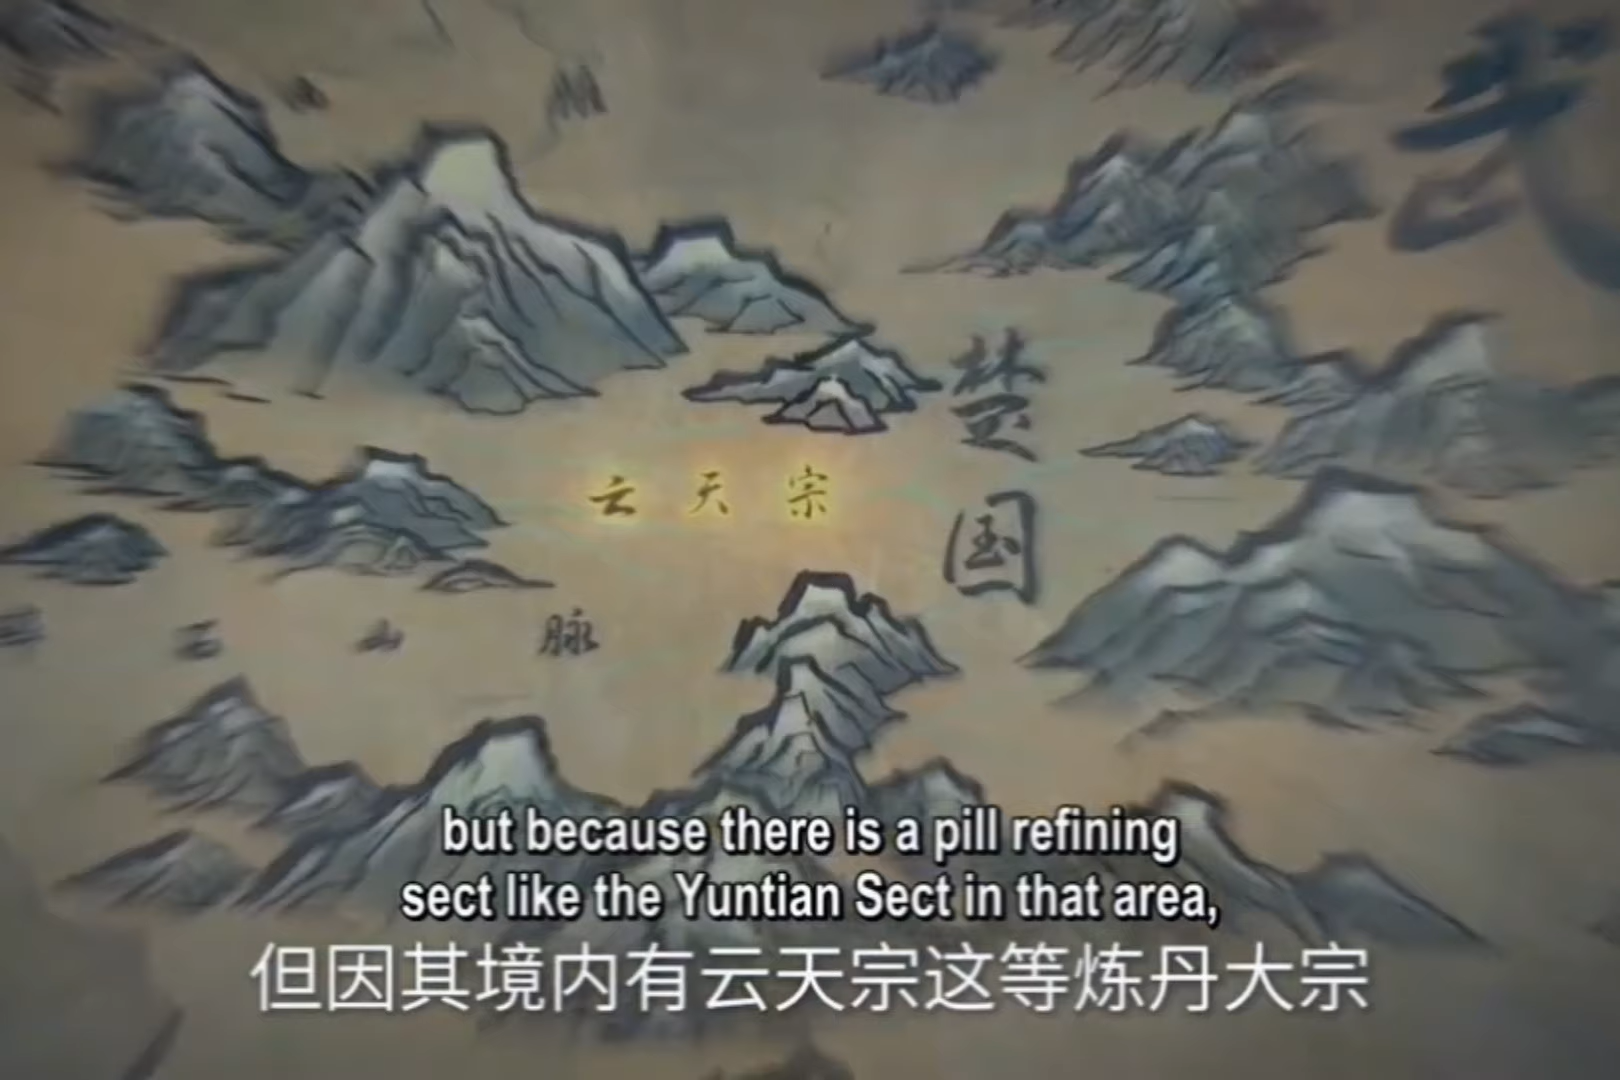 楚国
云天宗
山脉
but because there is a pill refining
sect like the Yuntian Sect in that area,
但因其境内有云天宗这等炼丹大宗